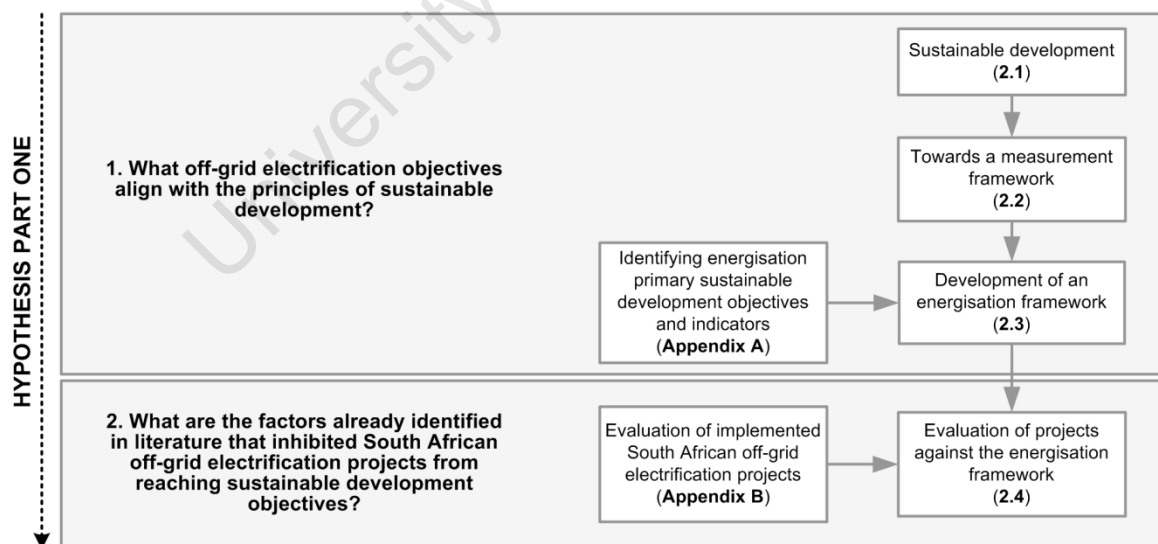 HYPOTHESIS PART ONE
University
1. What off-grid electrification objectives
align with the principles of sustainable
development?
Sustainable development
(2.1)
Towards a measurement
framework
(2.2)
Identifying energisation
primary sustainable
development objectives
and indicators
(Appendix A)
Development of an
energisation framework
(2.3)
2. What are the factors already identified
in literature that inhibited South African
off-grid electrification projects from
reaching sustainable development
objectives?
Evaluation of implemented
South African off-grid
electrification projects
(Appendix B)
Evaluation of projects
against the energisation
framework
(2.4)